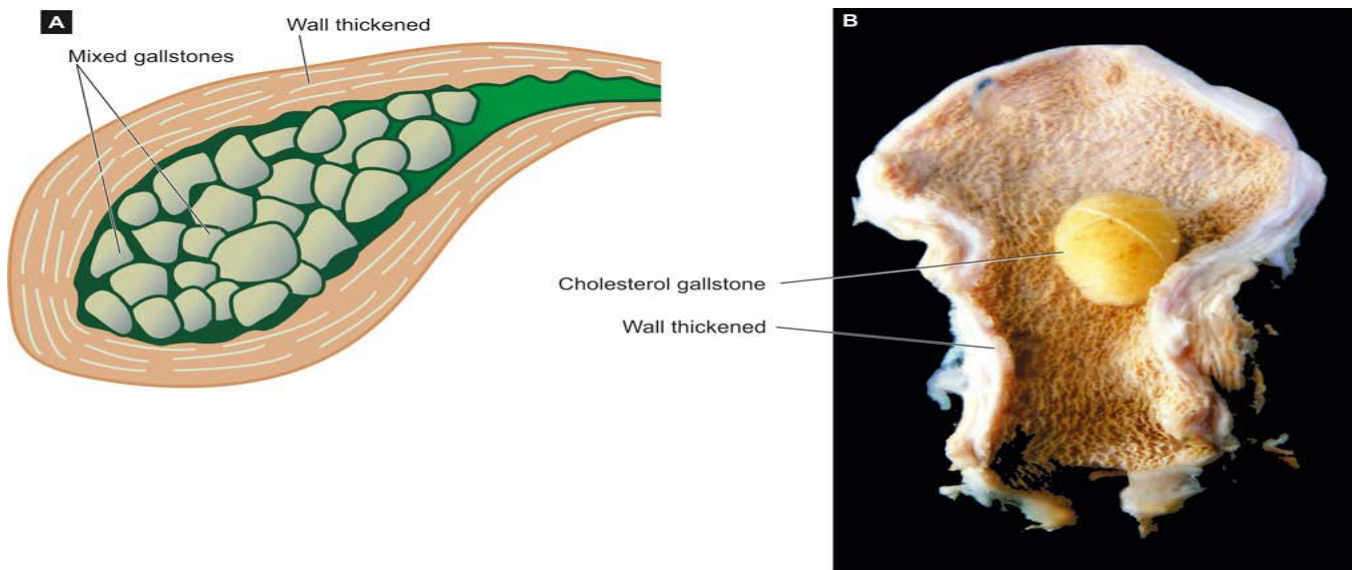 A
Wall thickened
Mixed gallstones
B
Cholesterol gallstone
Wall thickened